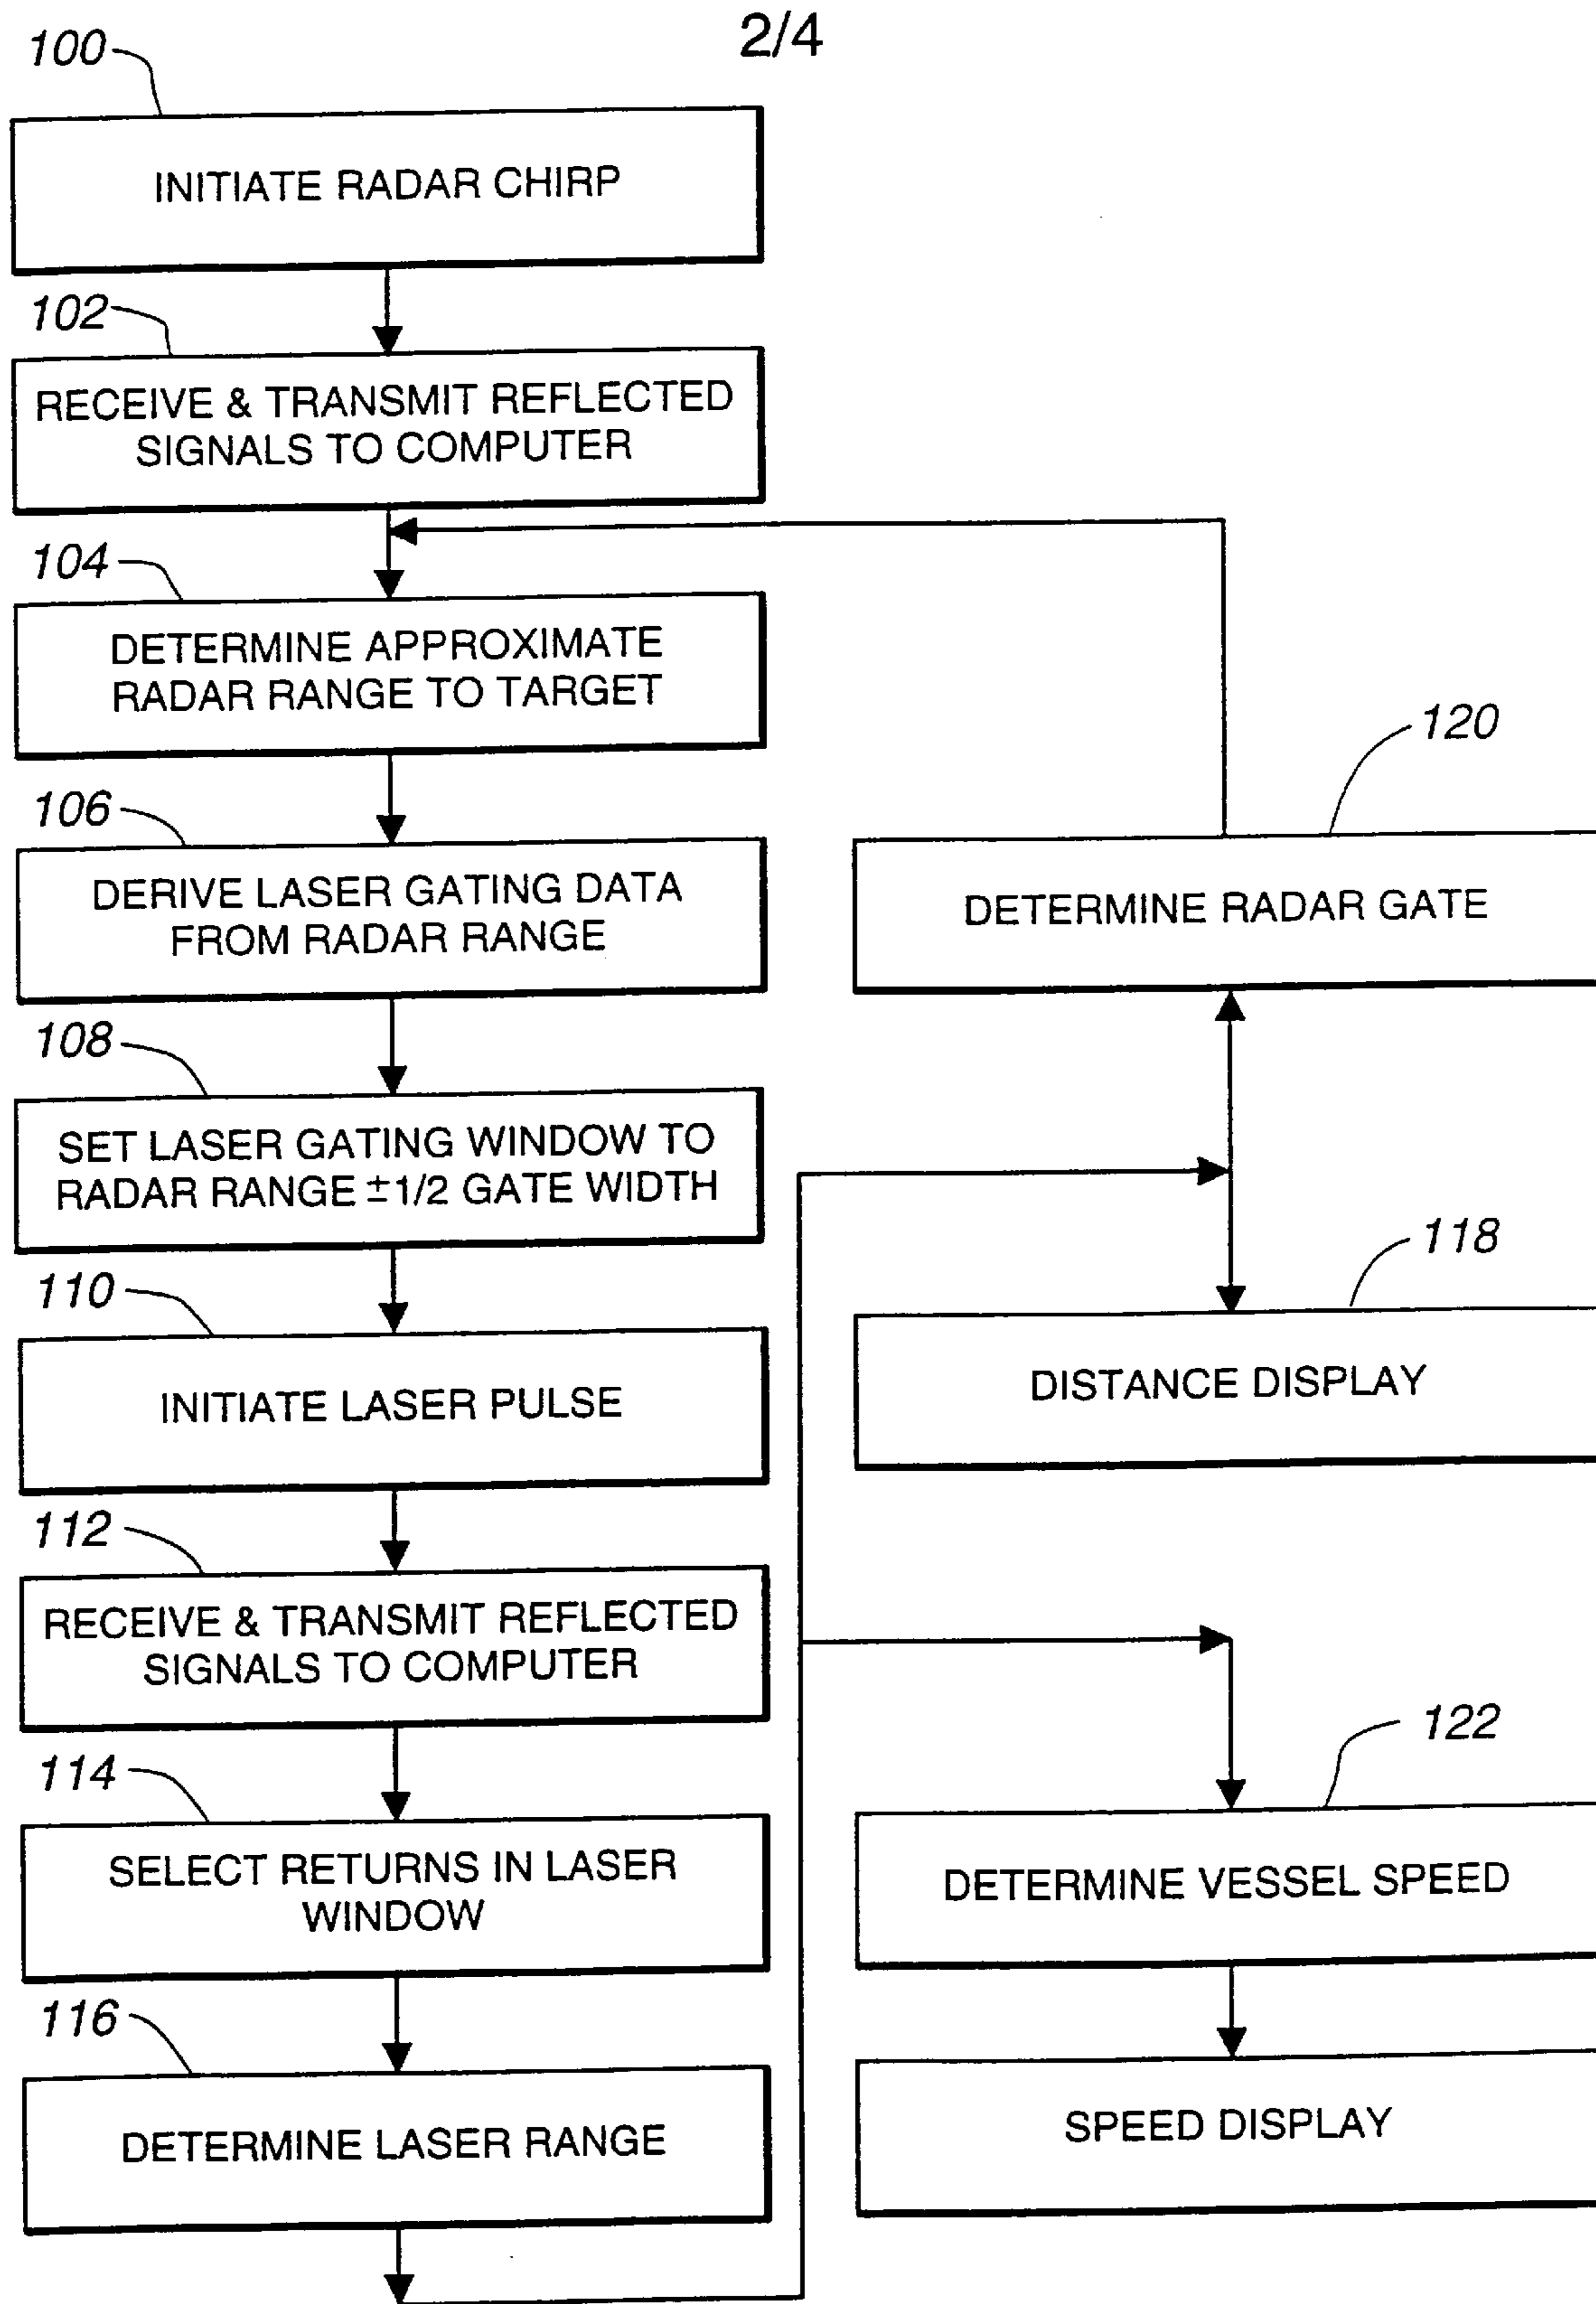 2/4
100
INITIATE RADAR CHIRP
102
RECEIVE & TRANSMIT REFLECTED
SIGNALS TO COMPUTER
104
DETERMINE APPROXIMATE
RADAR RANGE TO TARGET
106
DERIVE LASER GATING DATA
FROM RADAR RANGE
108
SET LASER GATING WINDOW TO
RADAR RANGE ±1/2 GATE WIDTH
110
INITIATE LASER PULSE
112
RECEIVE & TRANSMIT REFLECTED
SIGNALS TO COMPUTER
114
SELECT RETURNS IN LASER
WINDOW
116
DETERMINE LASER RANGE
120
DETERMINE RADAR GATE
118
DISTANCE DISPLAY
122
DETERMINE VESSEL SPEED
SPEED DISPLAY